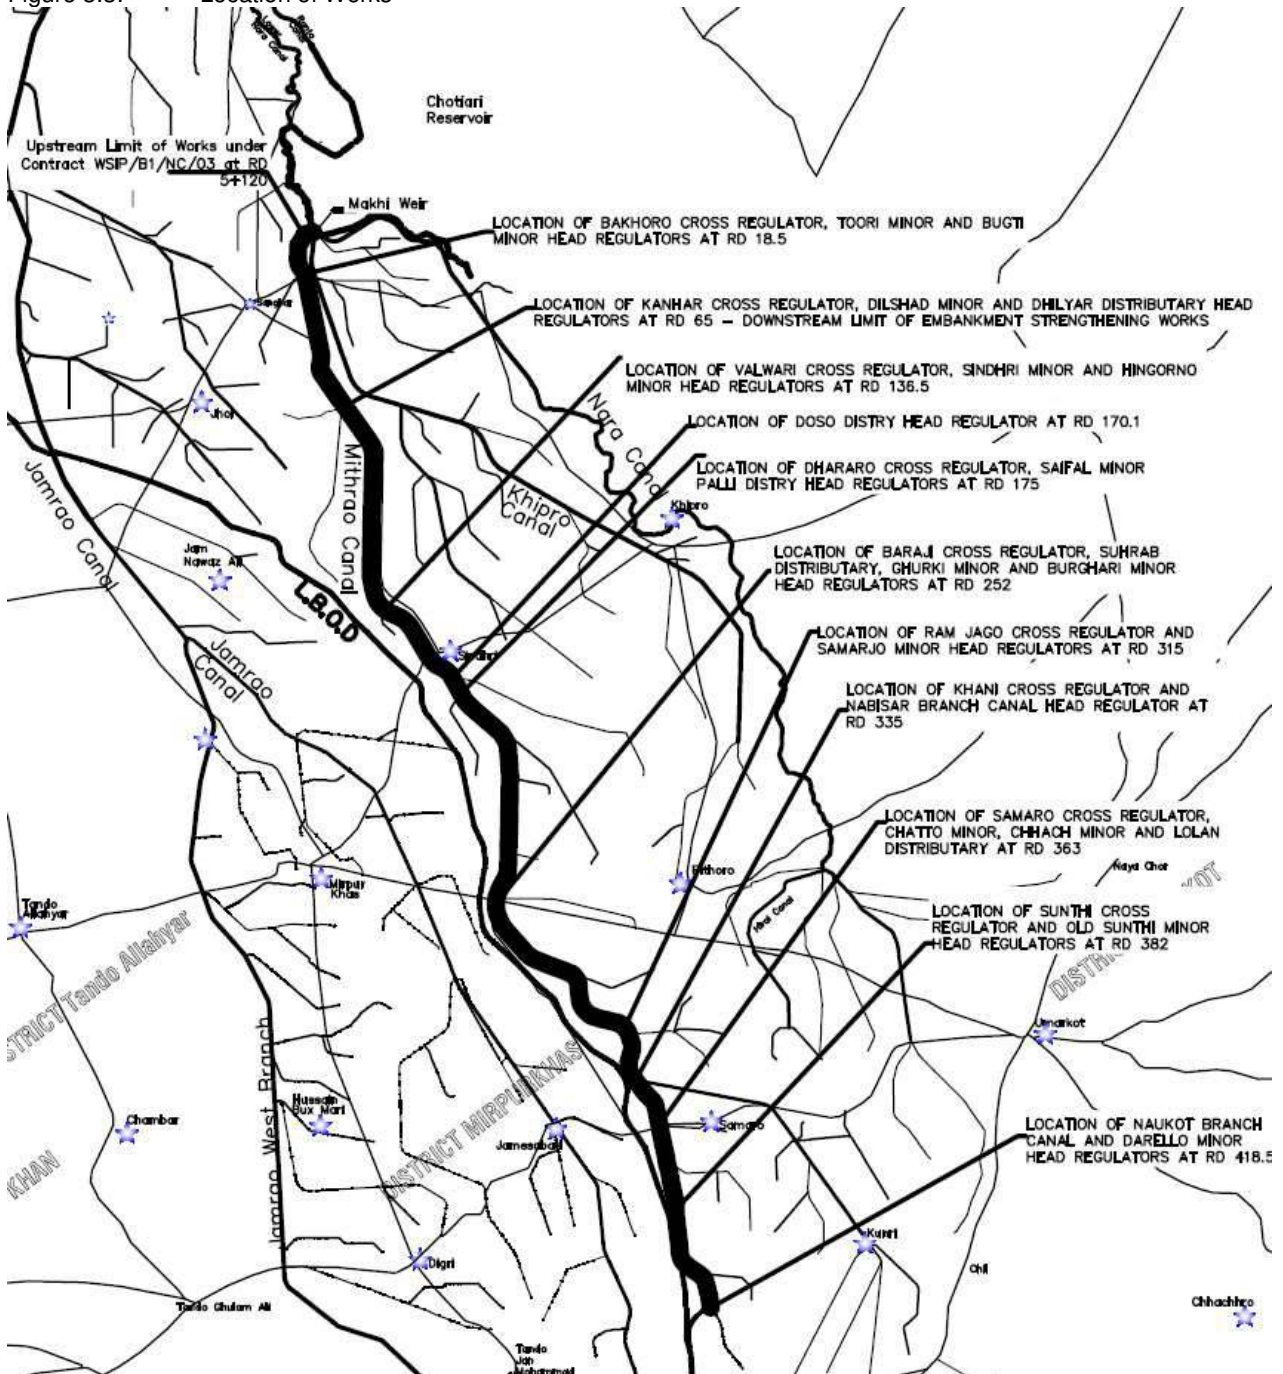 Location of Works
Chotiari
Reservoir
Upstream Limit of Works under
Contract WSIP/B1/NC/03 at RD
5+120
Makhi Weir
LOCATION OF BAKHORO CROSS REGULATOR, TOORI MINOR AND BUGTI
MINOR HEAD REGULATORS AT RD 18.5
LOCATION OF KANHAR CROSS REGULATOR, DILSHAD MINOR AND DHILYAR DISTRIBUTARY HEAD
REGULATORS AT RD 65 – DOWNSTREAM LIMIT OF EMBANKMENT STRENGTHENING WORKS
LOCATION OF VALWARI CROSS REGULATOR, SINDHRI MINOR AND HINGORNO
MINOR HEAD REGULATORS AT RD 136.5
Nara Canal
LOCATION OF DOSO DISTRY HEAD REGULATOR AT RD 170.1
LOCATION OF DHARARO CROSS REGULATOR, SAIFAL MINOR
PALLI DISTRY HEAD REGULATORS AT RD 175
Jamrao Canal
Mithrao Canal
Khipro
Canal
Khipro
Jam
Nawaz Ali
L.B.O.D
LOCATION OF BARAJI CROSS REGULATOR, SUHRAB
DISTRIBUTARY, GHURKI MINOR AND BURGHARI MINOR
HEAD REGULATORS AT RD 252
Jamrao
Canal
LOCATION OF RAM JAGO CROSS REGULATOR AND
SAMARJO MINOR HEAD REGULATORS AT RD 315
LOCATION OF KHANI CROSS REGULATOR AND
NABISAR BRANCH CANAL HEAD REGULATOR AT
RD 335
LOCATION OF SAMARO CROSS REGULATOR,
CHATTO MINOR, CHHACH MINOR AND LOLAN
DISTRIBUTARY AT RD 363
Naya Chor
Mirpur
Khas
Tando
Allahyar
LOCATION OF SUNTHI CROSS
REGULATOR AND OLD SUNTHI MINOR
HEAD REGULATORS AT RD 382
STRICT Tando Allahyar
Umarkot
Jamrao West Branch
DISTRICT MIRPURKHAS
Hussain
Bux Mari
Chambar
Samaro
Jamesabad
LOCATION OF NAUKOT BRANCH
CANAL AND DARELLO MINOR
HEAD REGULATORS AT RD 418.5
KHAN
Kunri
Digri
Chhachhro
Tando Ghulam Ali
Tando
Jan